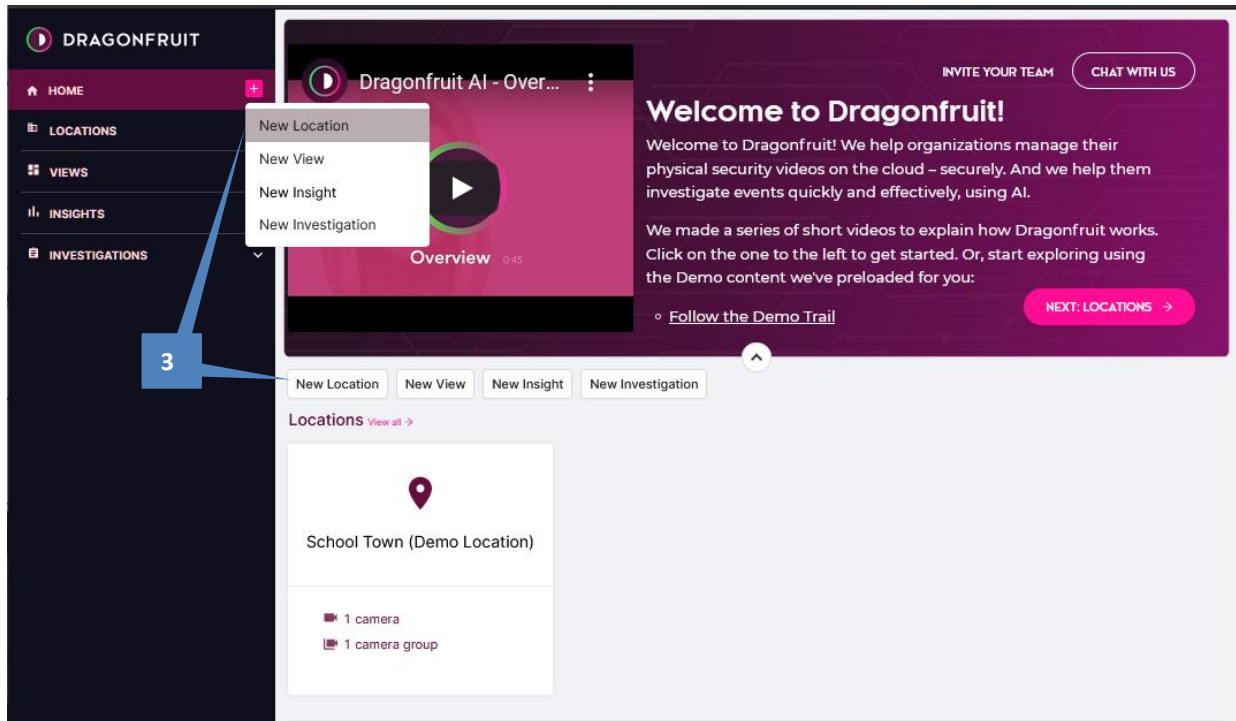 DRAGONFRUIT
HOME
+
LOCATIONS
VIEWS
INSIGHTS
INVESTIGATIONS
New Location
New View
New Insight
New Investigation
3
Dragonfruit AI - Over...
Overview 0:45
INVITE YOUR TEAM
CHAT WITH US
Welcome to Dragonfruit!
Welcome to Dragonfruit! We help organizations manage their
physical security videos on the cloud – securely. And we help them
investigate events quickly and effectively, using AI.
We made a series of short videos to explain how Dragonfruit works.
Click on the one to the left to get started. Or, start exploring using
the Demo content we've preloaded for you:
◦ Follow the Demo Trail
NEXT: LOCATIONS →
New Location
New View
New Insight
New Investigation
Locations View all →
School Town (Demo Location)
1 camera
1 camera group